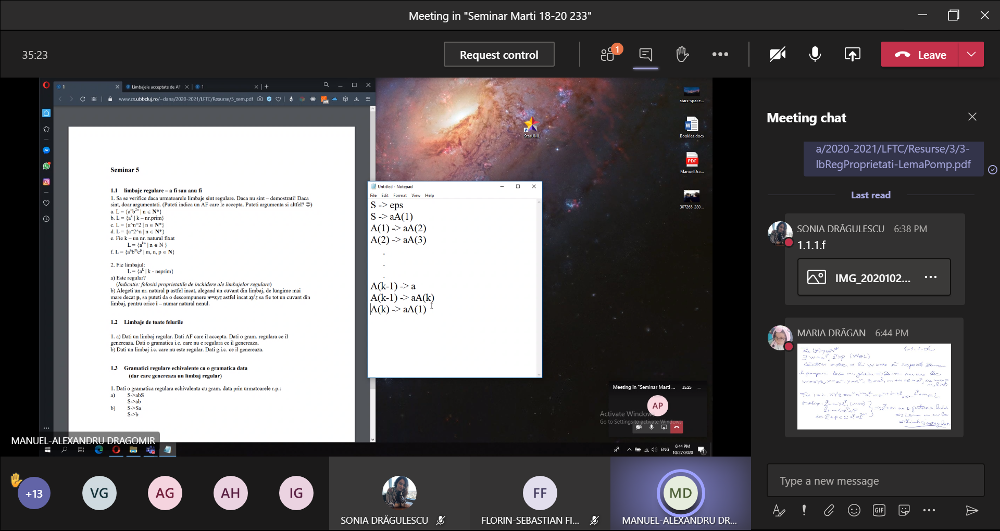 Meeting in "Seminar Marti 18-20 233"
35:23
Request control
1
Leave
1
Limbajele acceptate de AF
1
www.cs.ubbcluj.ro/~dana/2020-2021/LFTC/Resurse/5_sem.pdf
off
Seminar 5
1.1 limbaje regulare – a fi sau anu fi
1. Sa se verifice daca urmatoarele limbaje sint regulare. Daca nu sint – demostrati! Daca
sint, doar argumentati. (Puteti indica un AF care le accepta. Puteti argumenta si altfel? ☺)
a. L = {aⁿb²ⁿ | n ∈ N*}
b. L = {aᵏ | k – nr.prim}
c. L = {a^n^2 | n ∈ N*}
d. L = {a^2^n | n ∈ N*}
e. Fie k – un nr. natural fixat
L = {aᵏⁿ | n ∈ N }
f. L = {aⁿbᵐcᵖ | m, n, p ∈ N}
2. Fie limbajul:
L = {aᵏ | k - neprim}
a) Este regular?
(Indicatie: folositi proprietatile de inchidere ale limbajelor regulare)
b) Alegeti un nr. natural p astfel incat, alegand un cuvant din limbaj, de lungime mai
mare decat p, sa puteti da o descompunere w=xyz astfel incat xyⁱz sa fie tot un cuvant din
limbaj, pentru orice i – numar natural nenul.
1.2 Limbaje de toate felurile
1. a) Dati un limbaj regular. Dati AF care il accepta. Dati o gram. regulara ce il
genereaza. Dati o gramatica i.c. care nu e regulara ce il genereaza.
b) Dati un limbaj i.c. care nu este regular. Dati g.i.c. ce il genereaza.
1.3 Gramatici regulare echivalente cu o gramatica data
(dar care genereaza un limbaj regular)
1. Dati o gramatica regulara echivalenta cu gram. data prin urmatoarele r.p.:
a) S->abS
S->ab
b) S->Sa
S->b
Untitled - Notepad
File Edit Format View Help
S -> eps
S -> aA(1)
A(1) -> aA(2)
A(2) -> aA(3)
.
.
.
A(k-1) -> a
A(k-1) -> aA(k)
A(k) -> aA(1)
stars-space...
StarUML
Bookies.docx
PDF
ManuelDra...
307265_280...
Meeting in "Seminar Marti ... 35:25
AP
Activate Windows
Go to Settings to activate Windows.
ENG
6:44 PM
10/27/2020
1
MANUEL-ALEXANDRU DRAGOMIR
+13
VG
AG
AH
IG
SONIA DRĂGULESCU
FF
FLORIN-SEBASTIAN FI...
MD
MANUEL-ALEXANDRU DR...
Meeting chat
a/2020-2021/LFTC/Resurse/3/3-
lbRegProprietati-LemaPomp.pdf
Last read
SONIA DRĂGULESCU 6:38 PM
1.1.1.f
IMG_2020102...
MARIA DRĂGAN 6:44 PM
1.1.1.d
Type a new message
GIF